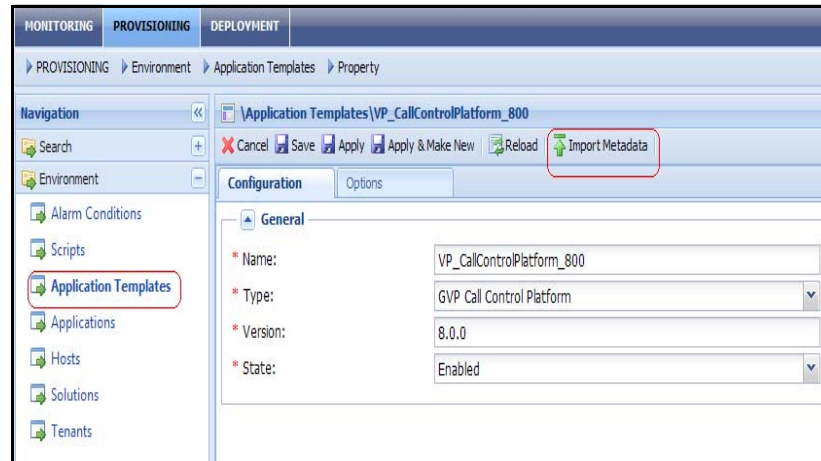 MONITORING PROVISIONING DEPLOYMENT
PROVISIONING Environment Application Templates Property
Navigation
Search
Environment
Alarm Conditions
Scripts
Application Templates
Applications
Hosts
Solutions
Tenants
\Application Templates\VP_CallControlPlatform_800
Cancel Save Apply Apply & Make New Reload Import Metadata
Configuration Options
General
* Name: VP_CallControlPlatform_800
* Type: GVP Call Control Platform
* Version: 8.0.0
* State: Enabled